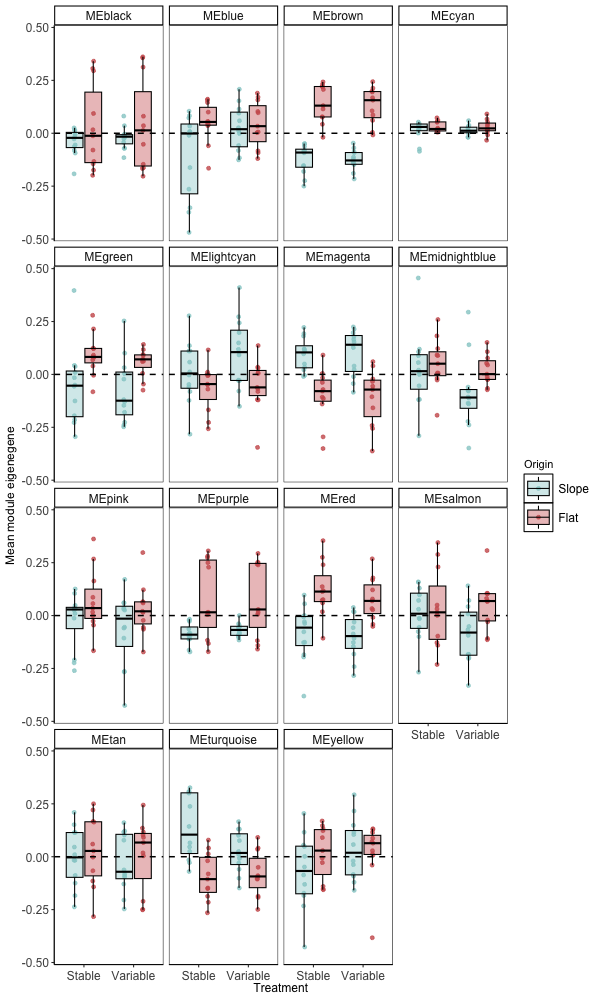 MEblack MEblue MEbrown MEcyan
0.50
0.25
0.00
-0.25
-0.50
MEgreen MElightcyan MEmagenta MEmidnightblue
0.50
0.25
0.00
-0.25
-0.50
Mean module eigenegene
Origin
Slope
Flat
MEpink MEpurple MEred MEsalmon
0.50
0.25
0.00
-0.25
-0.50
Stable Variable
MEtan MEturquoise MEyellow
0.50
0.25
0.00
-0.25
-0.50
Stable Variable Stable Variable Stable Variable
Treatment